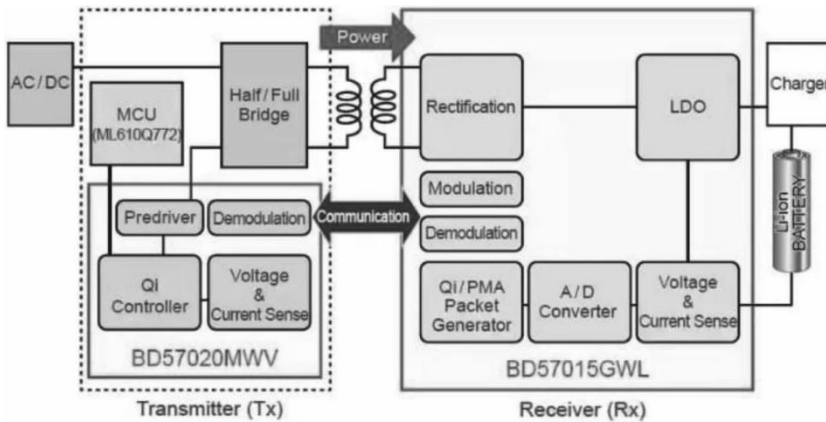 Power
AC/DC
MCU
(ML610Q772)
Half/Full
Bridge
Rectification
LDO
Charger
Li-ion
BATTERY
Predriver
Demodulation
Communication
Modulation
Demodulation
Qi
Controller
Voltage
&
Current Sense
Qi/PMA
Packet
Generator
A/D
Converter
Voltage
&
Current Sense
BD57020MWV
BD57015GWL
Transmitter (Tx)
Receiver (Rx)